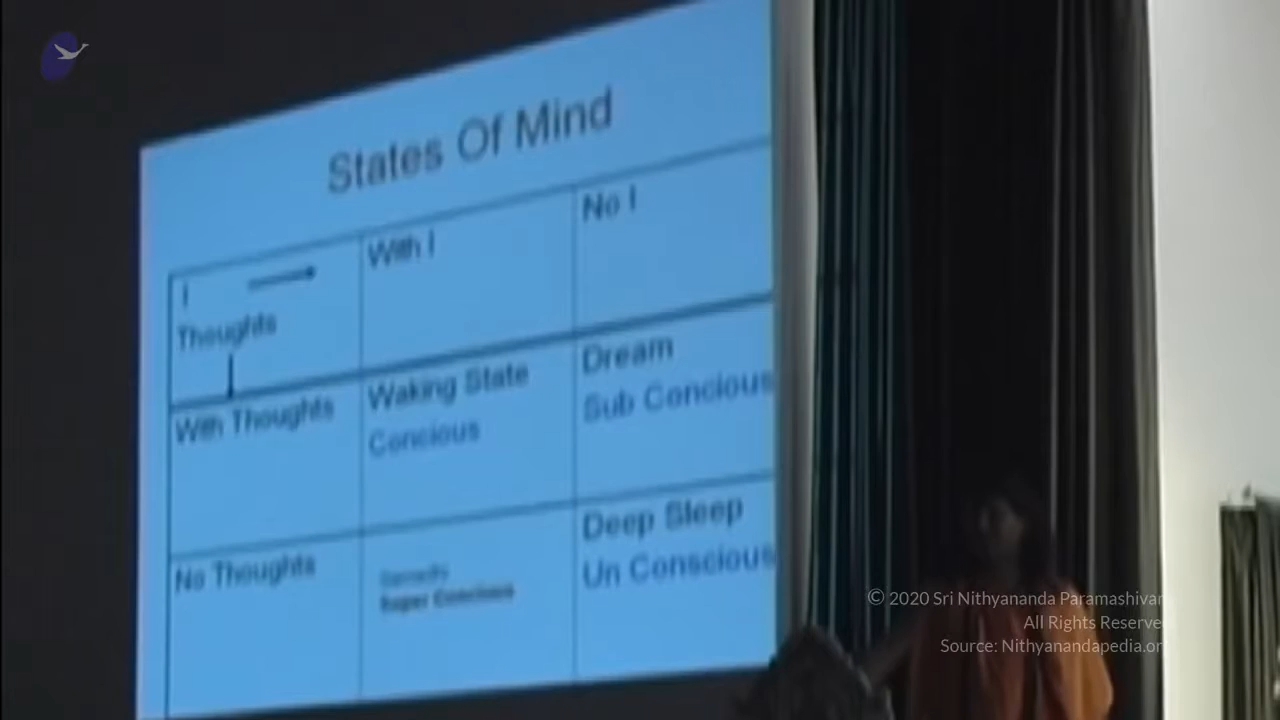 States Of Mind
I
With I
No I
Thoughts
With Thoughts
Waking State
Concious
Dream
Sub Concious
No Thoughts
Super Concious
Deep Sleep
Un Conscious
© 2020 Sri Nithyananda Paramashivam
All Rights Reserved
Source: Nithyanandapedia.org